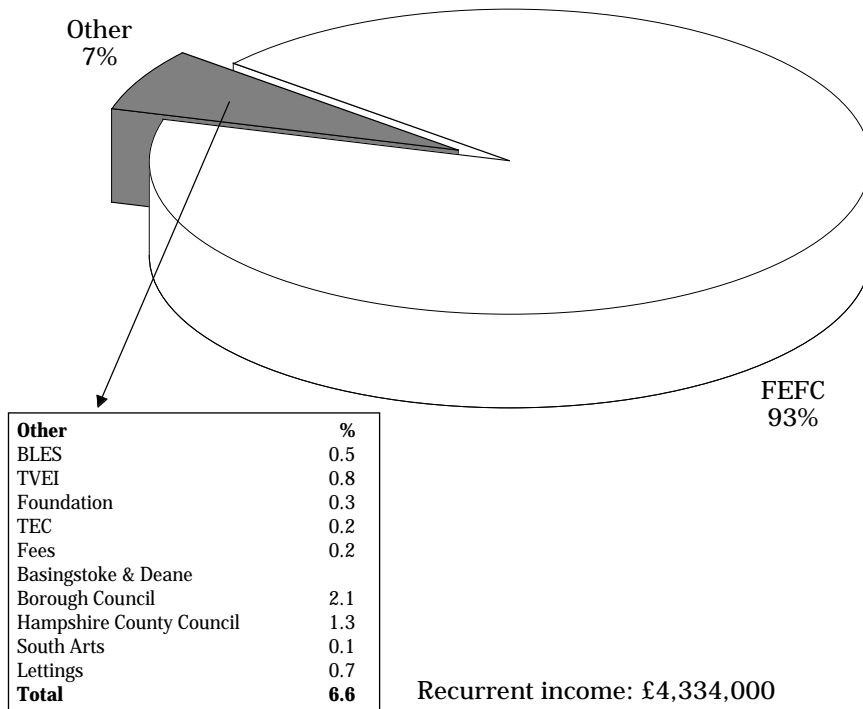 Other
7%
FEFC
93%
Other %
BLES 0.5
TVEI 0.8
Foundation 0.3
TEC 0.2
Fees 0.2
Basingstoke & Deane
Borough Council 2.1
Hampshire County Council 1.3
South Arts 0.1
Lettings 0.7
Total 6.6
Recurrent income: £4,334,000